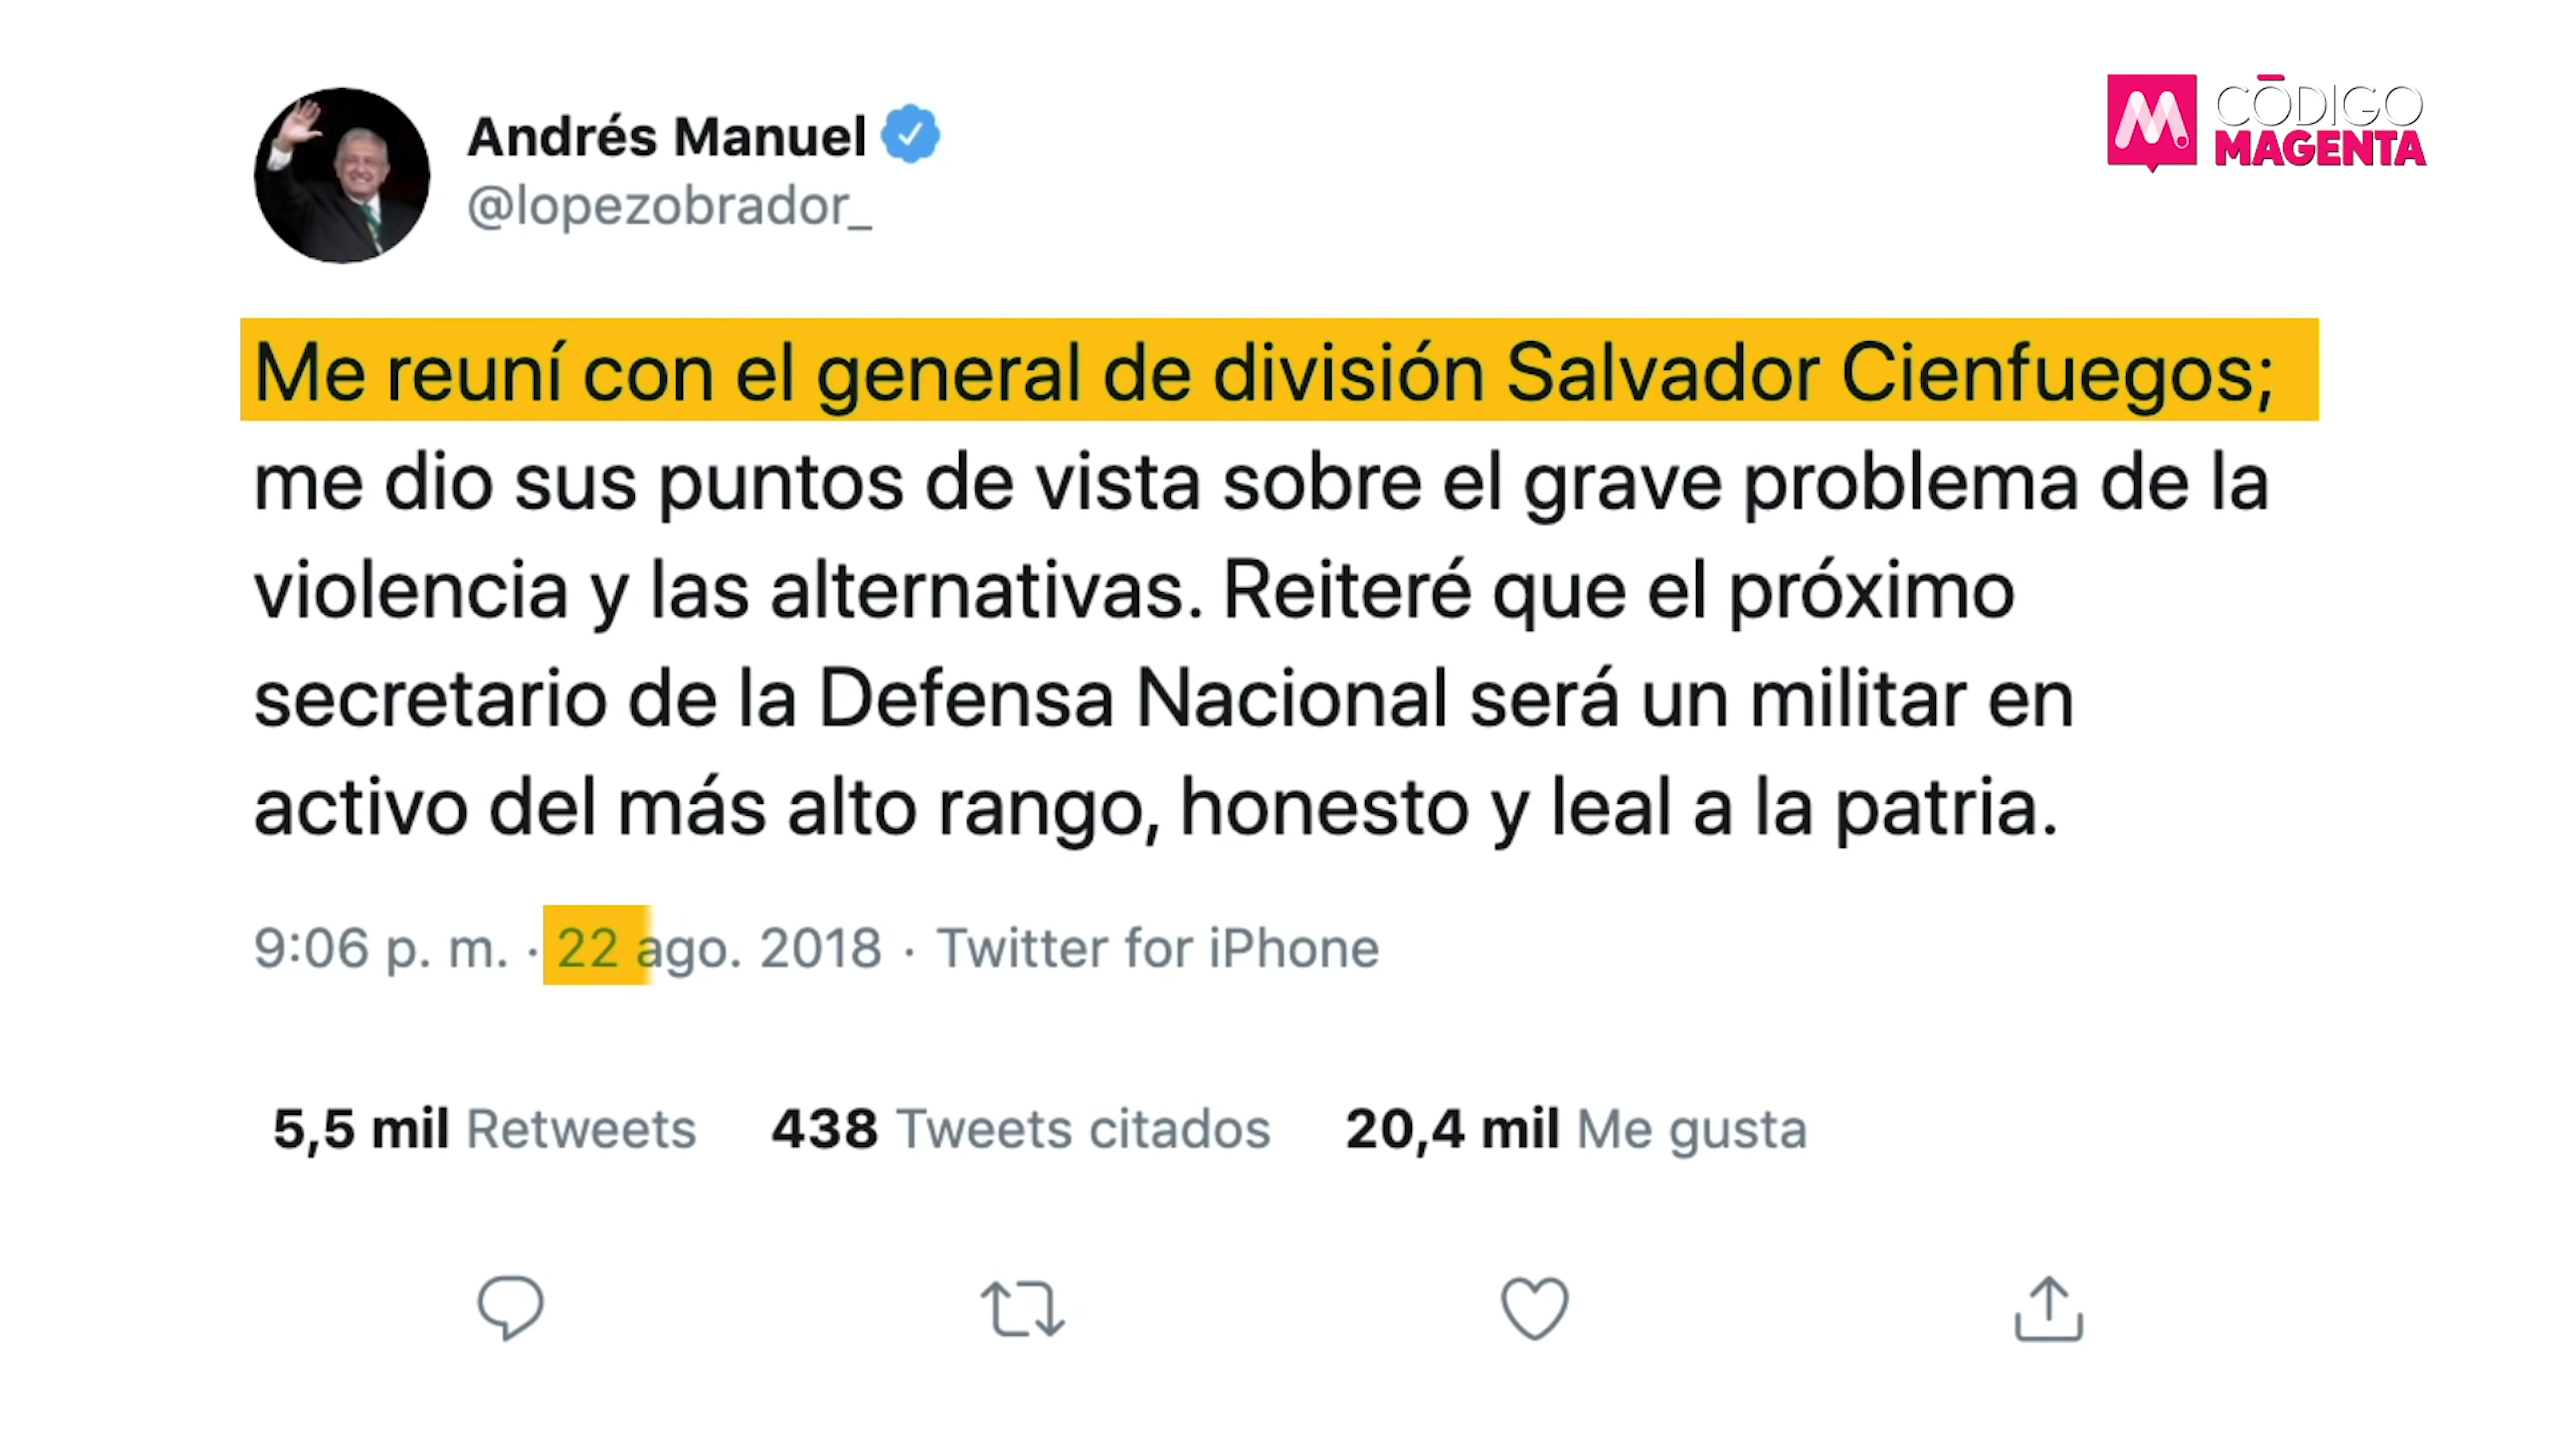 Andrés Manuel
@lopezobrador_
M. CÓDIGO
MAGENTA
Me reuní con el general de división Salvador Cienfuegos;
me dio sus puntos de vista sobre el grave problema de la
violencia y las alternativas. Reiteré que el próximo
secretario de la Defensa Nacional será un militar en
activo del más alto rango, honesto y leal a la patria.
9:06 p. m. · 22 ago. 2018 · Twitter for iPhone
5,5 mil Retweets 438 Tweets citados 20,4 mil Me gusta